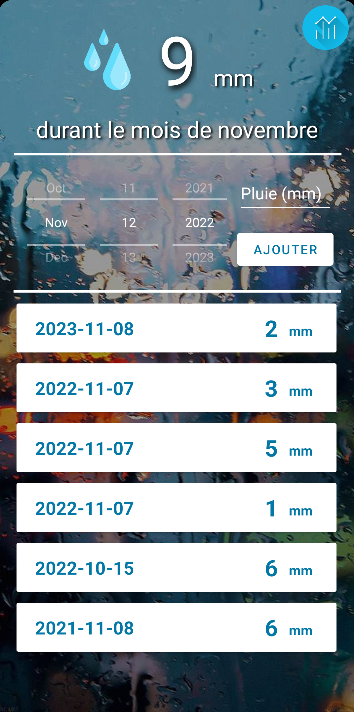 9 mm
durant le mois de novembre
Oct 11 2021
Pluie (mm)
Nov 12 2022
AJOUTER
Dec 13 2023
2023-11-08 2 mm
2022-11-07 3 mm
2022-11-07 5 mm
2022-11-07 1 mm
2022-10-15 6 mm
2021-11-08 6 mm